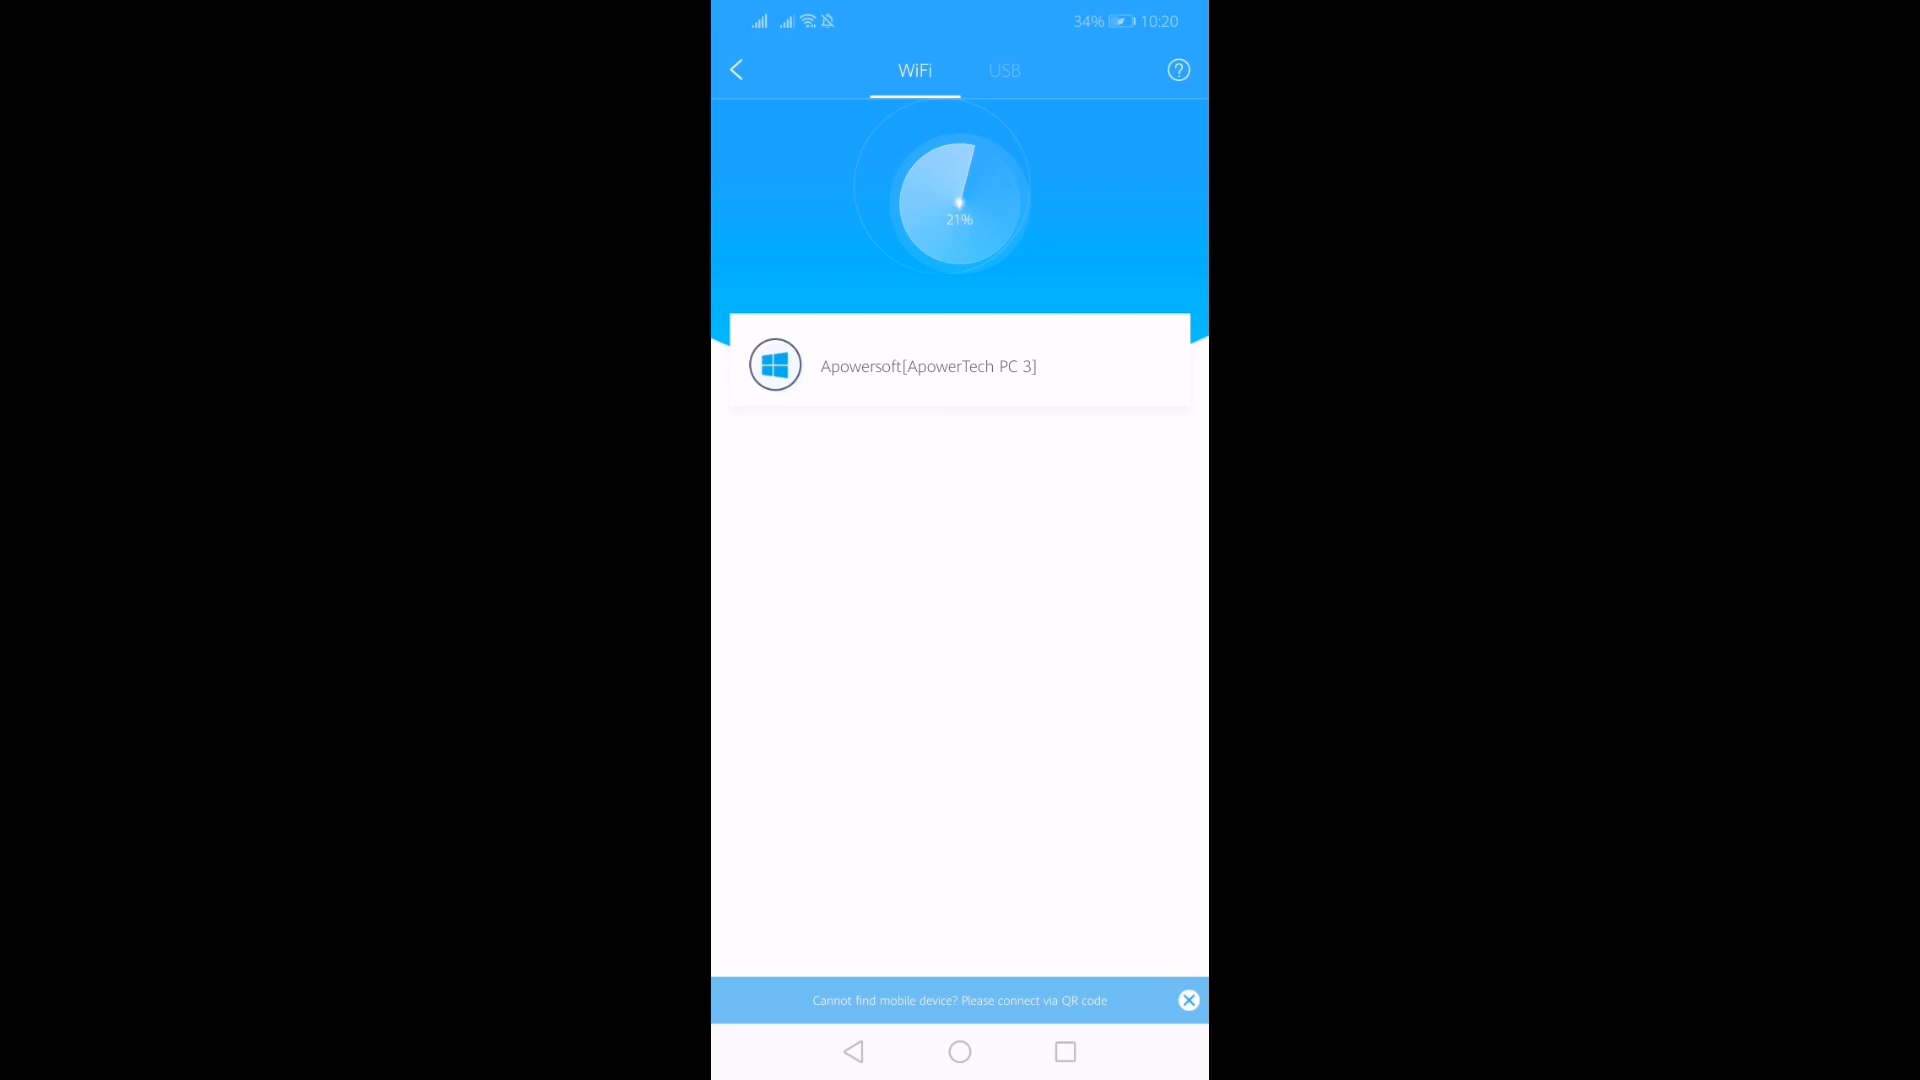 34% 10:20
WiFi USB
21%
Apowersoft[ApowerTech PC 3]
Cannot find mobile device? Please connect via QR code